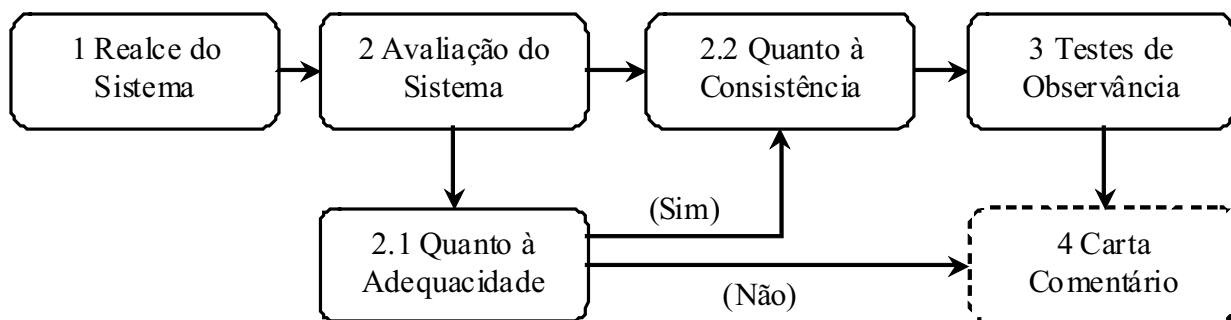 1 Realce do
Sistema
2 Avaliação do
Sistema
2.2 Quanto à
Consistência
3 Testes de
Observância
2.1 Quanto à
Adequacidade
(Sim)
(Não)
4 Carta
Comentário